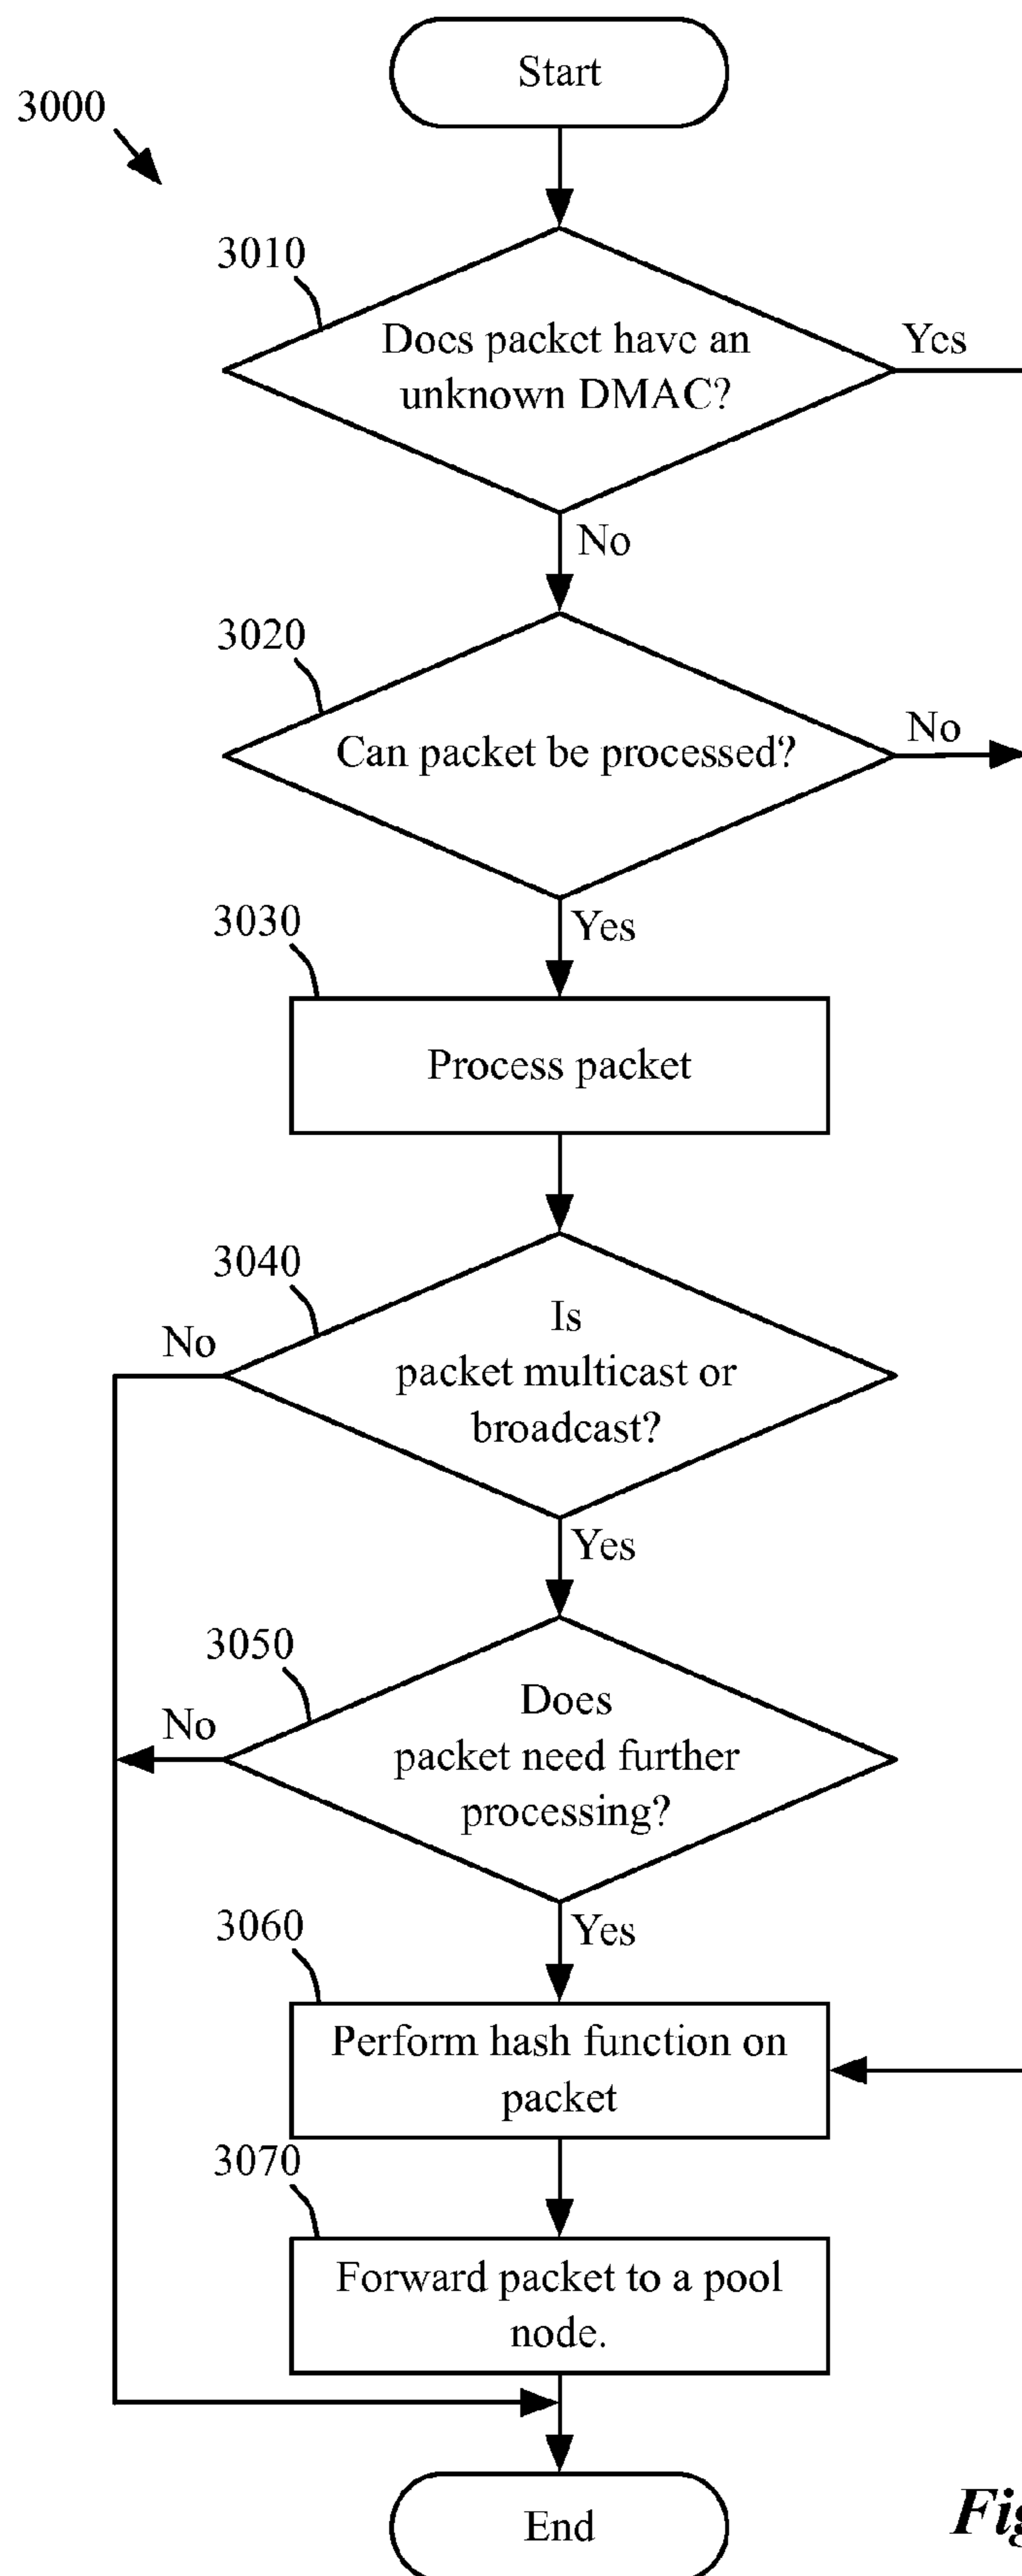 Start
3000
3010
Does packet have an
unknown DMAC?
Yes
No
3020
Can packet be processed?
No
Yes
3030
Process packet
3040
Is
packet multicast or
broadcast?
No
Yes
3050
Does
packet need further
processing?
No
Yes
3060
Perform hash function on
packet
3070
Forward packet to a pool
node.
End
Fig